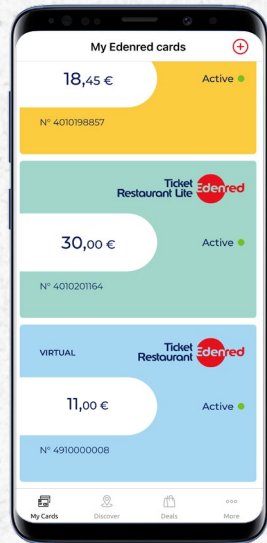 My Edenred cards
18,45 €
Active
N° 4010198857
Ticket
Restaurant Lite
Edenred
30,00 €
Active
N° 4010201164
VIRTUAL
Ticket
Restaurant
Edenred
11,00 €
Active
N° 4910000008
My Cards
Discover
Deals
More